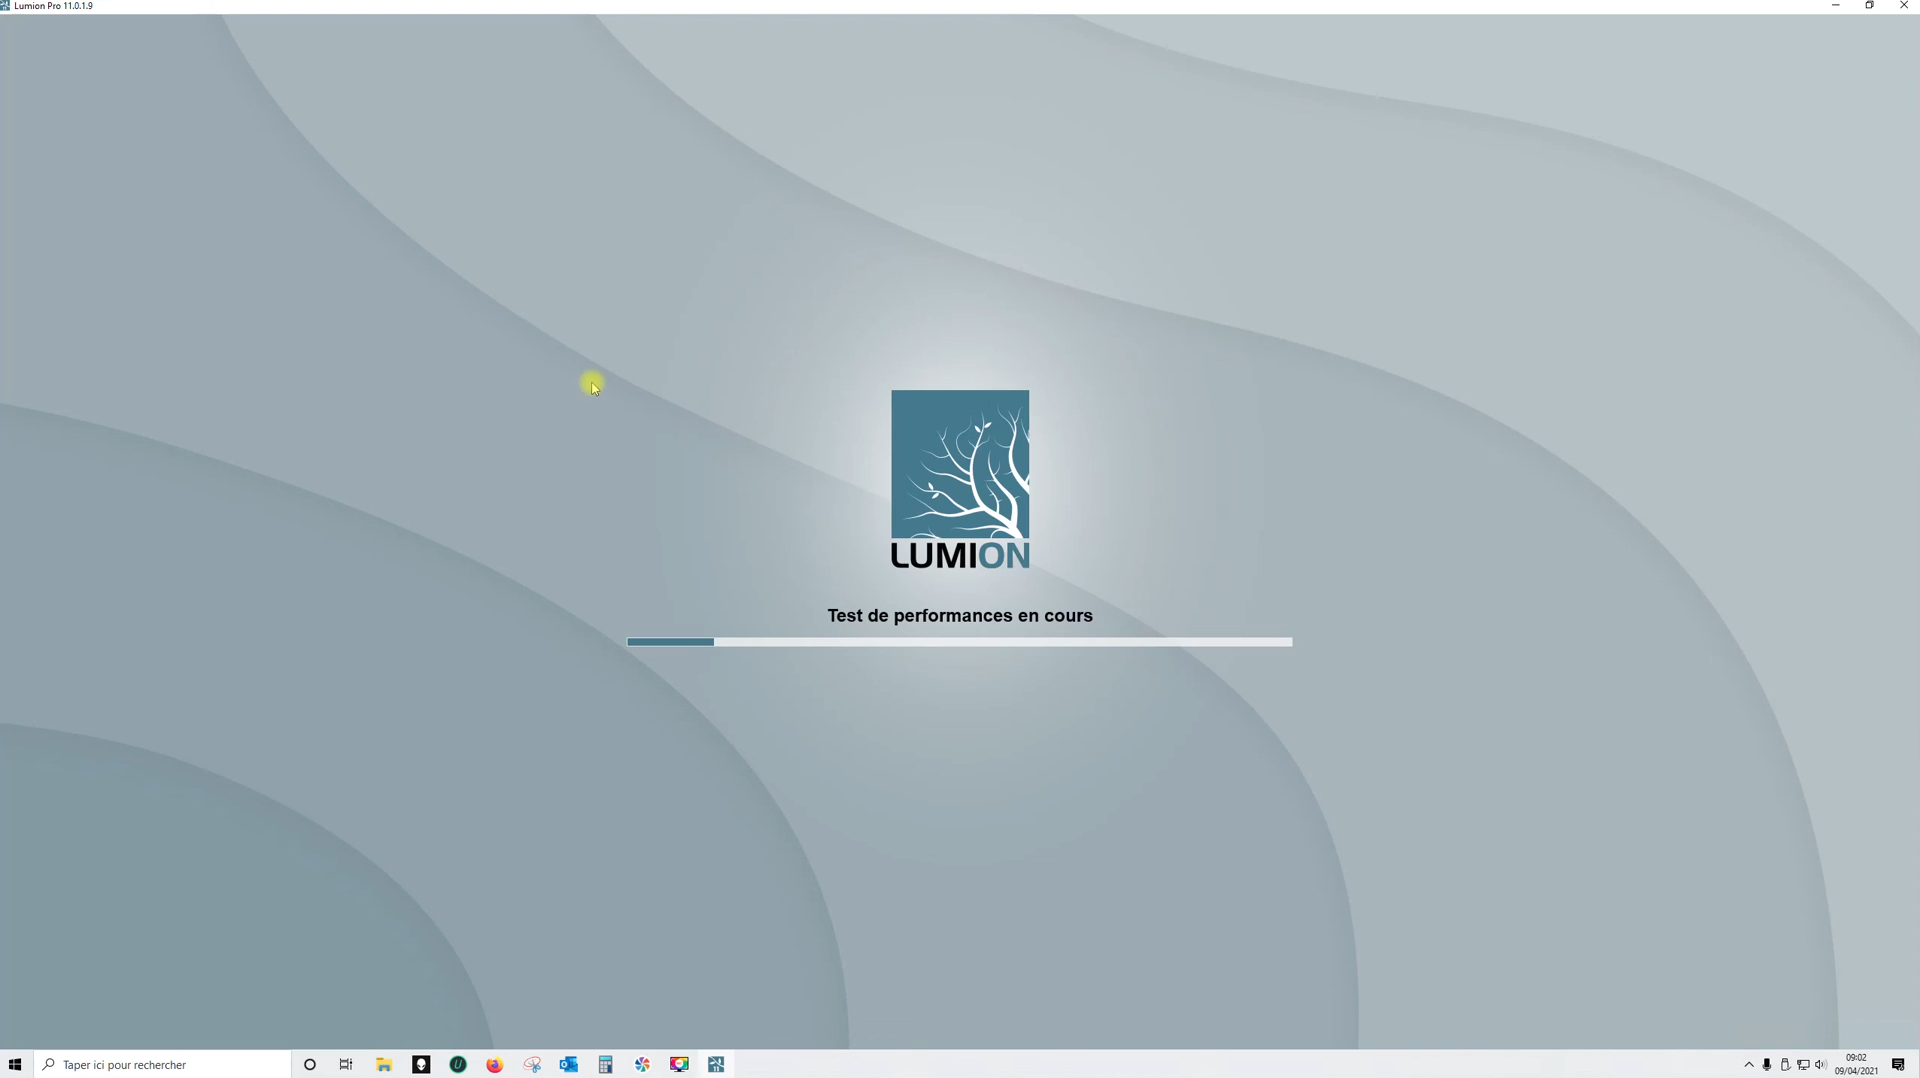 Lumion Pro 11.0.1.9
LUMION
Test de performances en cours
Taper ici pour rechercher
09:02
09/04/2021